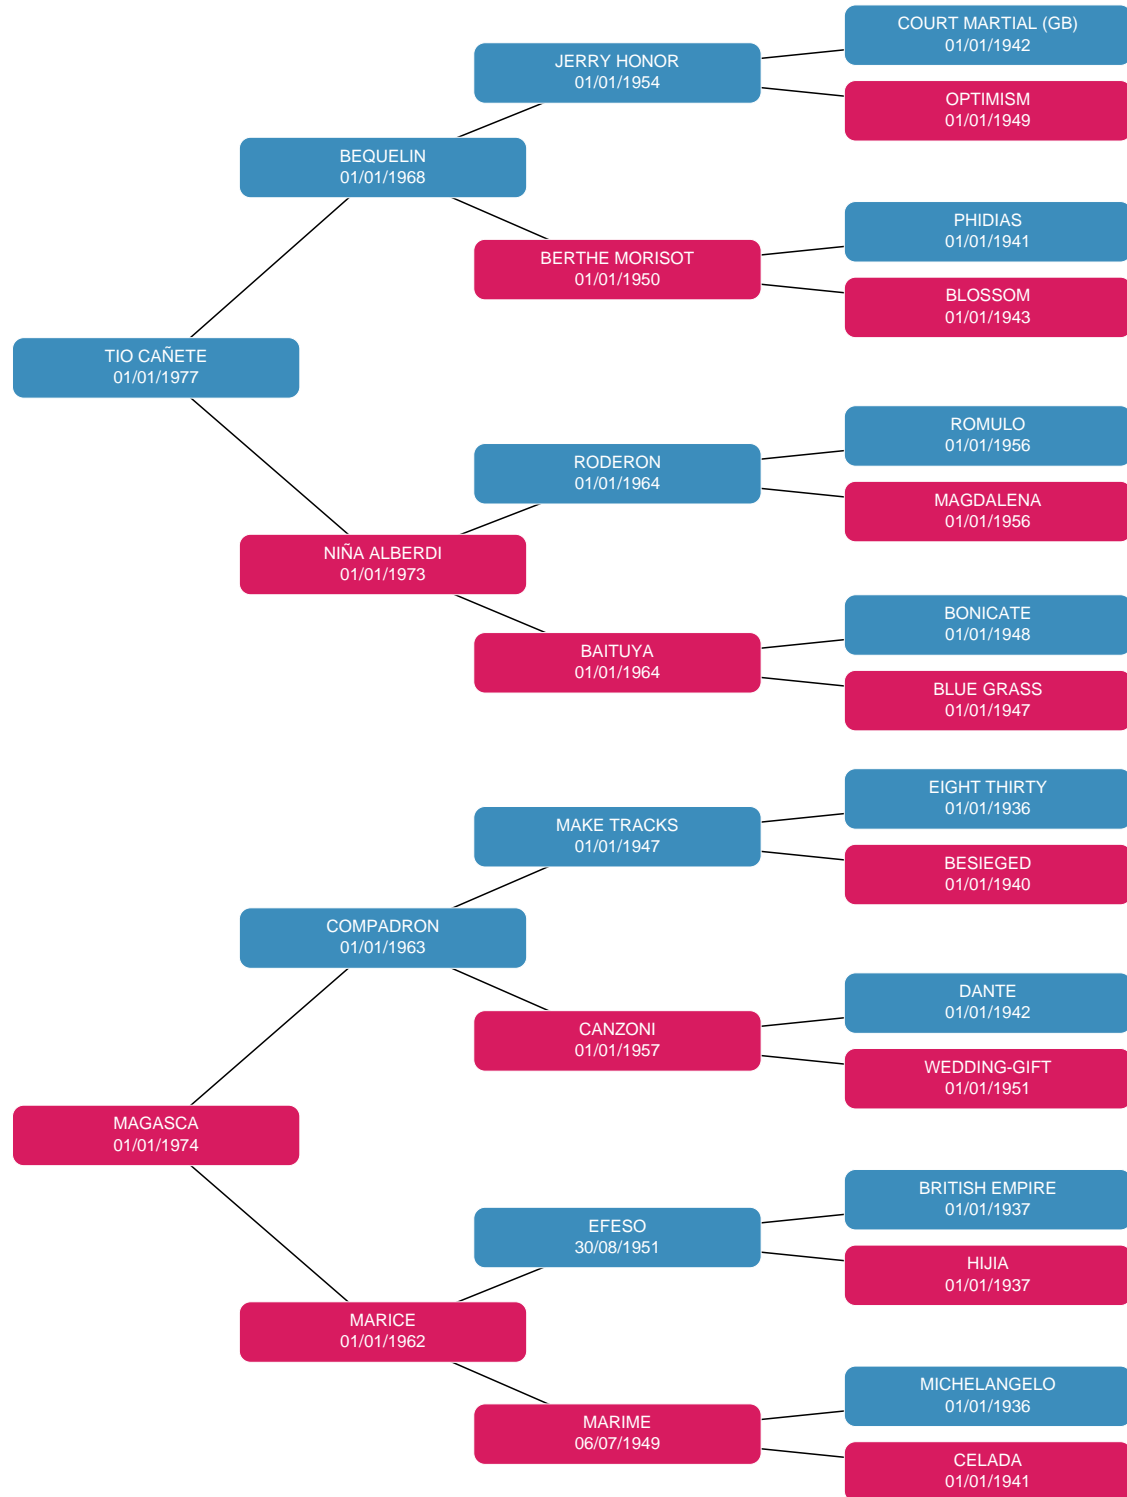 COURT MARTIAL (GB)
01/01/1942
JERRY HONOR
01/01/1954
OPTIMISM
01/01/1949
BEQUELIN
01/01/1968
PHIDIAS
01/01/1941
BERTHE MORISOT
01/01/1950
BLOSSOM
01/01/1943
TIO CAÑETE
01/01/1977
ROMULO
01/01/1956
RODERON
01/01/1964
MAGDALENA
01/01/1956
NIÑA ALBERDI
01/01/1973
BONICATE
01/01/1948
BAITUYA
01/01/1964
BLUE GRASS
01/01/1947
EIGHT THIRTY
01/01/1936
MAKE TRACKS
01/01/1947
BESIEGED
01/01/1940
COMPADRON
01/01/1963
DANTE
01/01/1942
CANZONI
01/01/1957
WEDDING-GIFT
01/01/1951
MAGASCA
01/01/1974
BRITISH EMPIRE
01/01/1937
EFESO
30/08/1951
HIJIA
01/01/1937
MARICE
01/01/1962
MICHELANGELO
01/01/1936
MARIME
06/07/1949
CELADA
01/01/1941